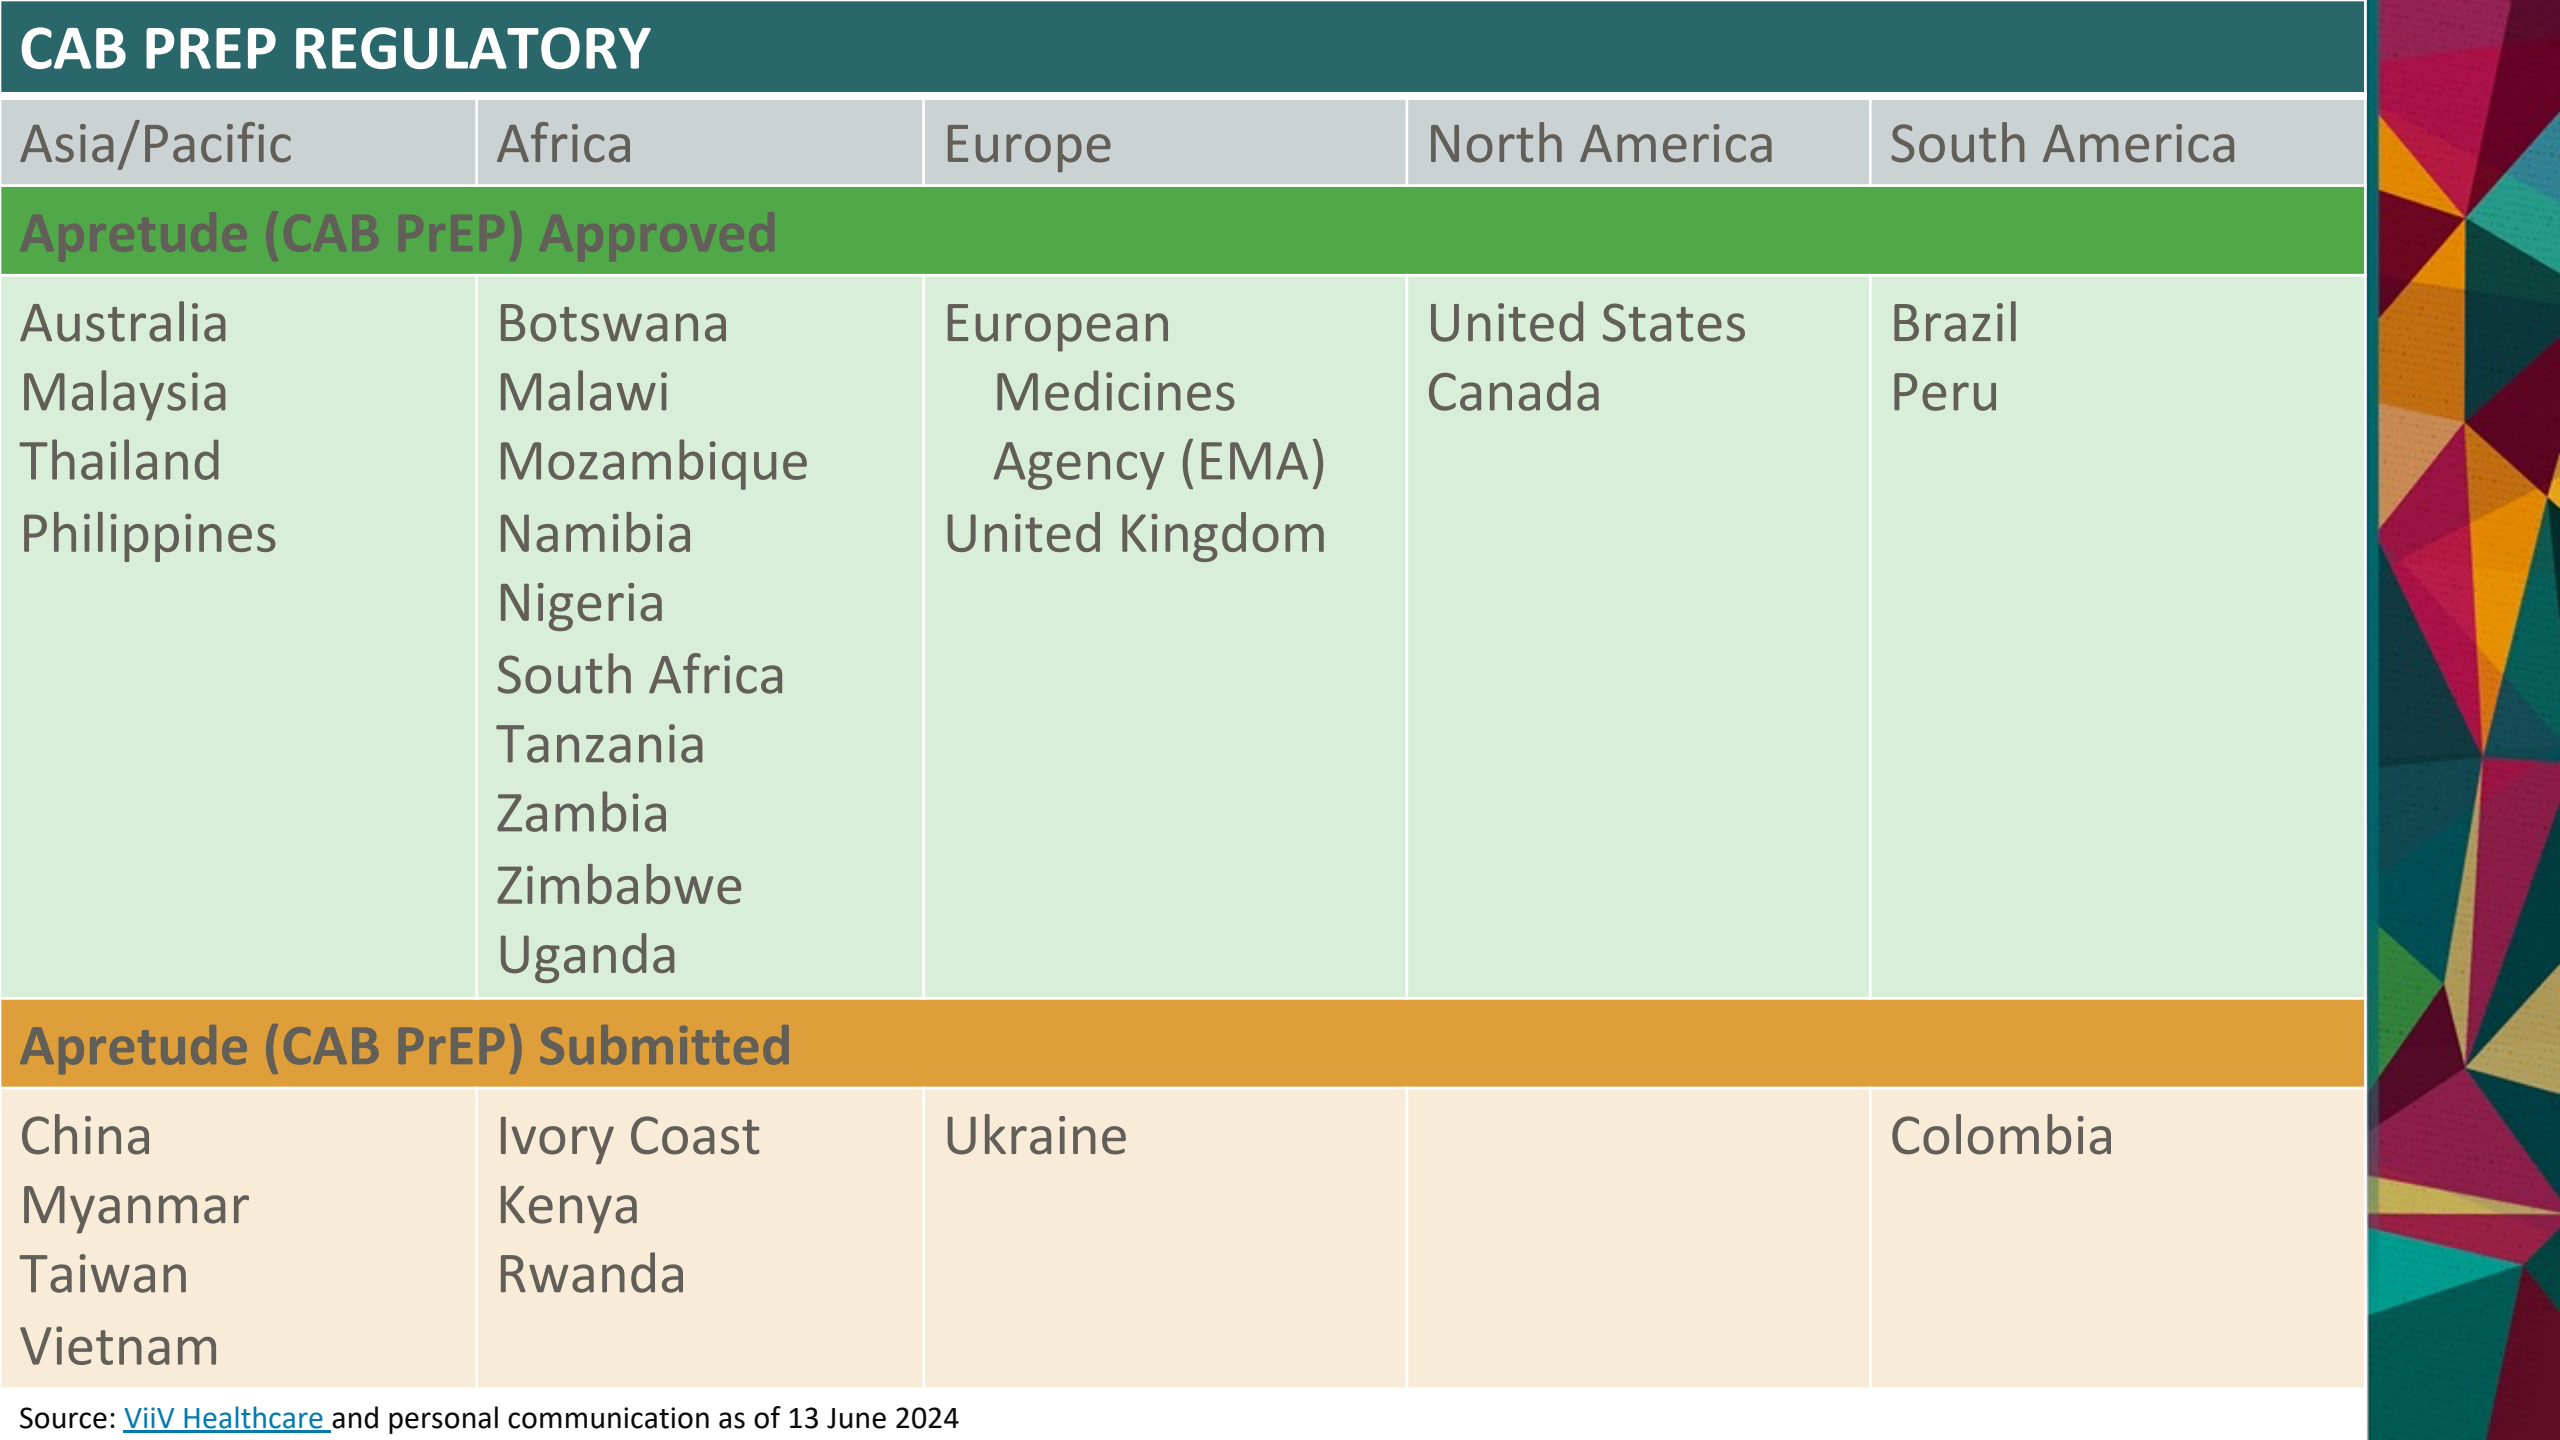 CAB PREP REGULATORY
Asia/Pacific
Africa
Europe
North America
South America
Apretude (CAB PrEP) Approved
Australia
Malaysia
Thailand
Philippines
Botswana
Malawi
Mozambique
Namibia
Nigeria
South Africa
Tanzania
Zambia
Zimbabwe
Uganda
European
Medicines
Agency (EMA)
United Kingdom
United States
Canada
Brazil
Peru
Apretude (CAB PrEP) Submitted
China
Myanmar
Taiwan
Vietnam
Ivory Coast
Kenya
Rwanda
Ukraine
Colombia
Source: ViiV Healthcare and personal communication as of 13 June 2024